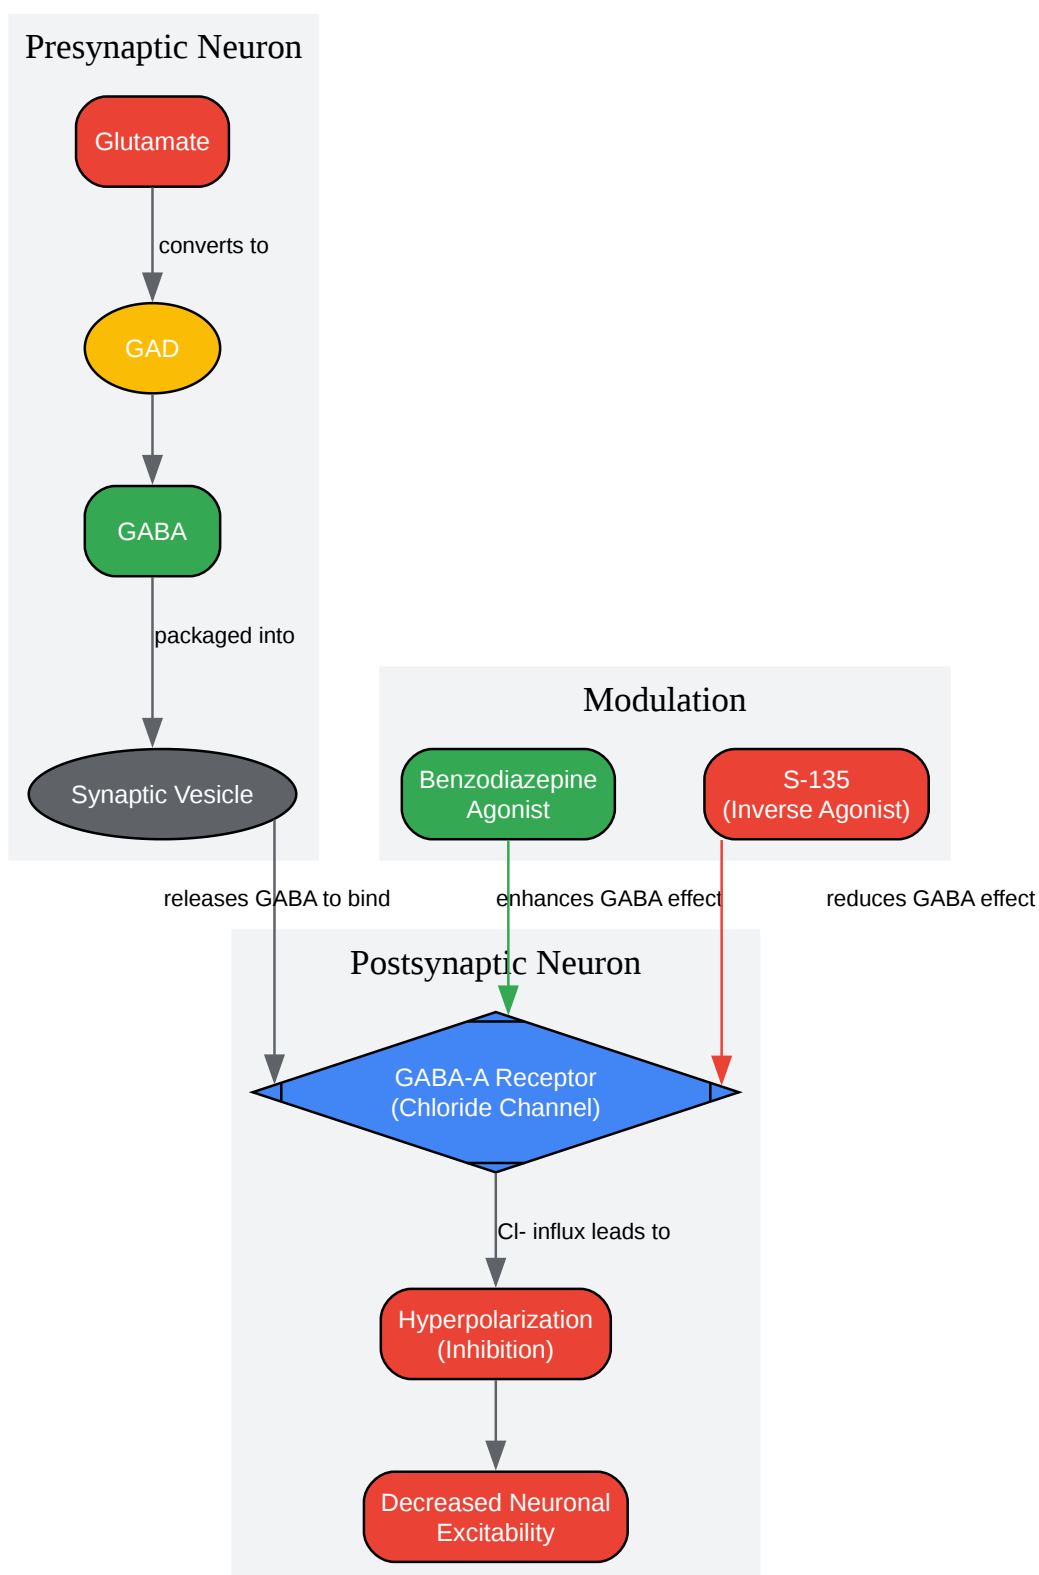 Presynaptic Neuron
Glutamate
converts to
GAD
GABA
packaged into
Synaptic Vesicle
Modulation
Benzodiazepine
Agonist
S-135
(Inverse Agonist)
releases GABA to bind
enhances GABA effect
reduces GABA effect
Postsynaptic Neuron
GABA-A Receptor
(Chloride Channel)
Cl- influx leads to
Hyperpolarization
(Inhibition)
Decreased Neuronal
Excitability